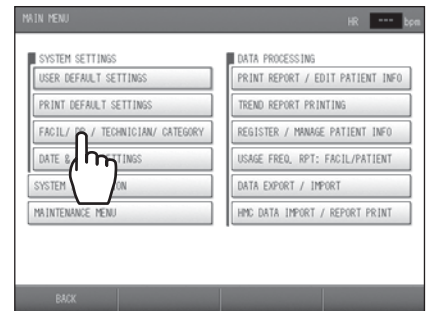 MAIN MENU
HR --- bpm
SYSTEM SETTINGS
USER DEFAULT SETTINGS
PRINT DEFAULT SETTINGS
FACIL/ / TECHNICIAN/ CATEGORY
DATE & TINGS
SYSTEM ON
MAINTENANCE MENU
DATA PROCESSING
PRINT REPORT / EDIT PATIENT INFO
TREND REPORT PRINTING
REGISTER / MANAGE PATIENT INFO
USAGE FREQ. RPT: FACIL/PATIENT
DATA EXPORT / IMPORT
HMC DATA IMPORT / REPORT PRINT
BACK